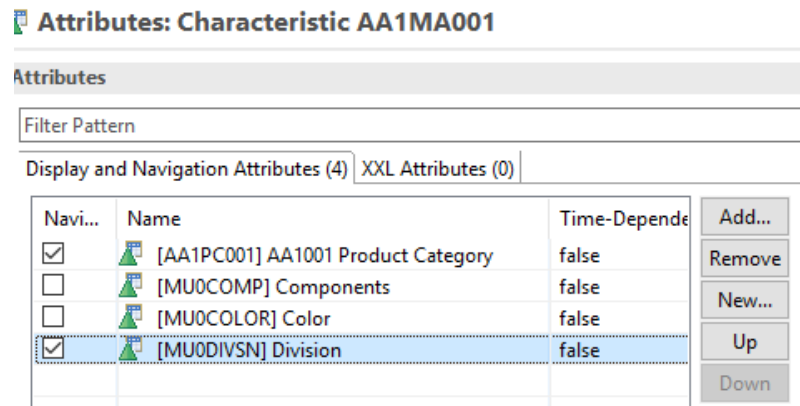 Attributes: Characteristic AA1MA001
Attributes
Filter Pattern
Display and Navigation Attributes (4) XXL Attributes (0)
Navi... Name Time-Depende Add...
[AA1PC001] AA1001 Product Category false Remove
[MU0COMP] Components false New...
[MU0COLOR] Color false
[MU0DIVSN] Division false Up
Down